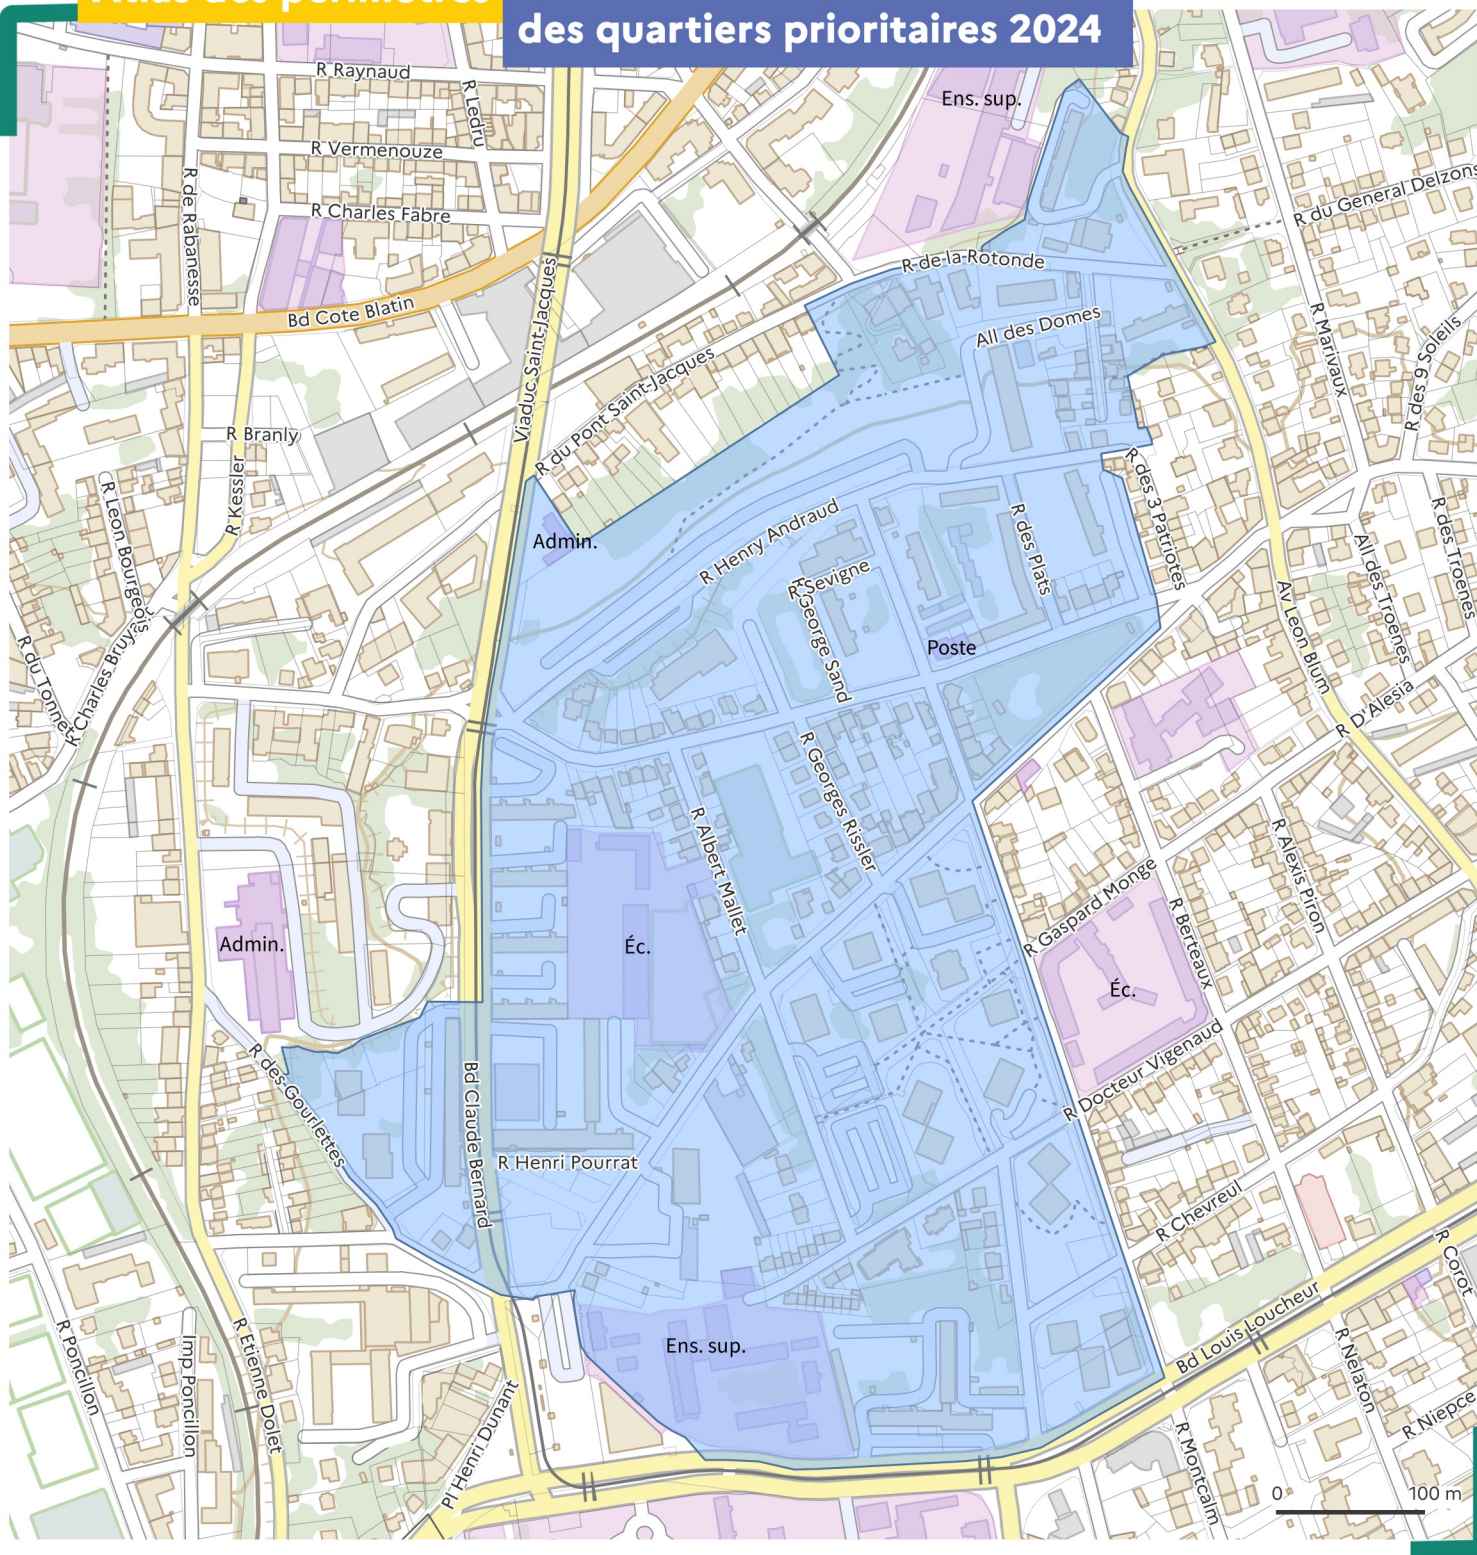 Atlas des périmètres
des quartiers prioritaires 2024
R Raynaud
R Ledru
Ens. sup.
R Vermenouze
R de Rabanesse
R Charles Fabre
R du General Delzons
R de la Rotonde
Viaduc Saint-Jacques
Bd Cote Blatin
All des Domes
R Marivaux
R des 9 Soleils
R du Pont Saint-Jacques
R Branly
R Kessler
R Leon Bourgeois
R des 3 Patriotes
R des Troenes
All des Troenes
Admin.
R Henry Andraud
R des Plats
R Sevigne
R George Sand
Av Leon Blum
R Charles Bruyant
R du Tonnet
Poste
R D'Alesia
R Georges Rissler
R Albert Mallet
R Alexis Piron
R Gaspard Monge
R Berteaux
Admin.
Éc.
Éc.
R des Gourlettes
Bd Claude Bernard
R Docteur Vigenaud
R Henri Pourrat
R Chevreul
R Corot
Bd Louis Loucheur
R Poncillon
Imp Poncillon
R Etienne Dolet
Ens. sup.
R Nelaton
R Niepce
Pl Henri Dunant
R Montcalm
0 100 m